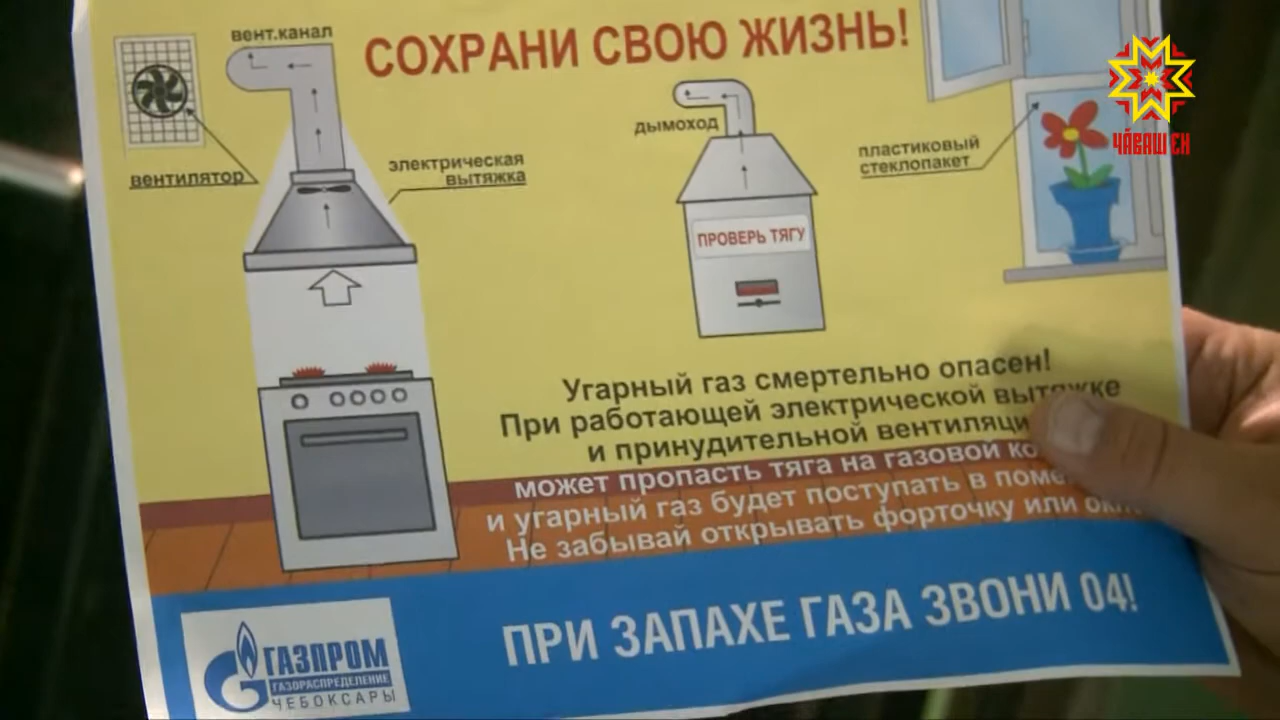 вент.канал
СОХРАНИ СВОЮ ЖИЗНЬ!
ЧӐВАШ ЕН
дымоход
пластиковый
стеклопакет
электрическая
вытяжка
вентилятор
ПРОВЕРЬ ТЯГУ
Угарный газ смертельно опасен!
При работающей электрической вытяжке
и принудительной
может пропасть тяга на газовой
и угарный газ будет поступать в
Не забывай открывать форточку или
ПРИ ЗАПАХЕ ГАЗА ЗВОНИ 04!
ГАЗПРОМ
ГАЗОРАСПРЕДЕЛЕНИЕ
ЧЕБОКСАРЫ